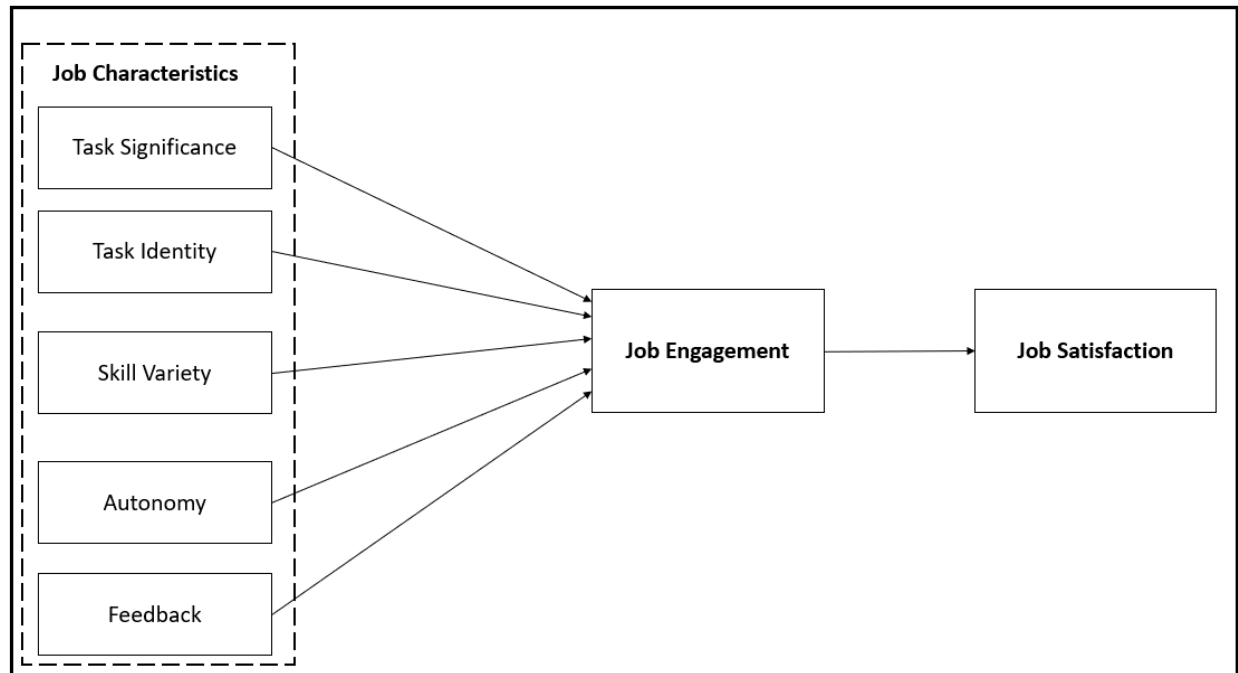 Job Characteristics
Task Significance
Task Identity
Skill Variety
Autonomy
Feedback
Job Engagement
Job Satisfaction